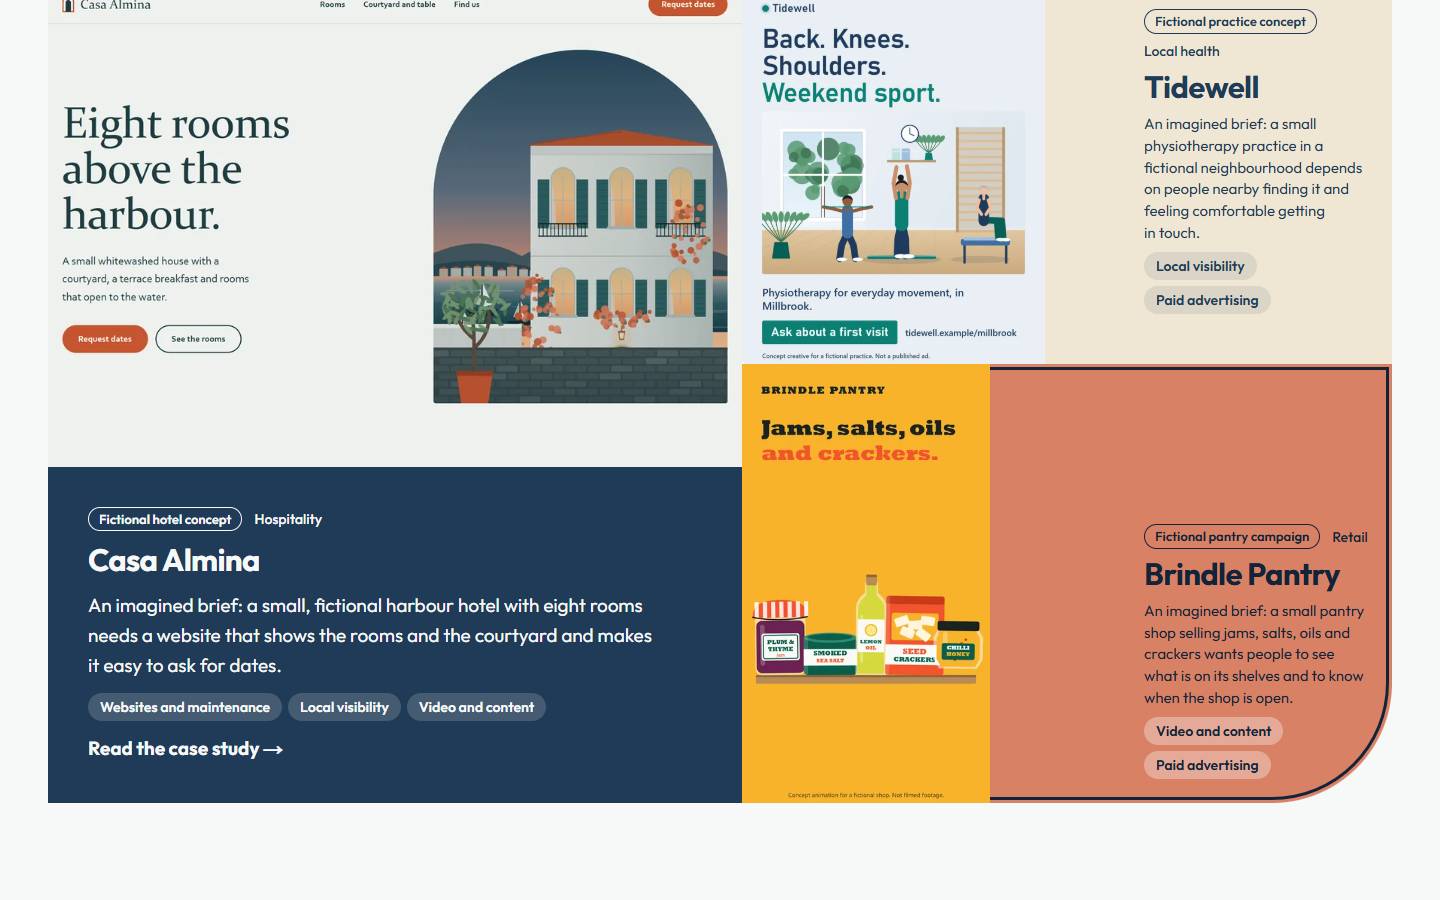 Casa Almina
Rooms
Courtyard and table
Find us
Request dates
Eight rooms
above the
harbour.
A small whitewashed house with a
courtyard, a terrace breakfast and rooms
that open to the water.
Request dates
See the rooms
Fictional hotel concept
Hospitality
Casa Almina
An imagined brief: a small, fictional harbour hotel with eight rooms
needs a website that shows the rooms and the courtyard and makes
it easy to ask for dates.
Websites and maintenance
Local visibility
Video and content
Read the case study →
Tidewell
Back. Knees.
Shoulders.
Weekend sport.
Physiotherapy for everyday movement, in
Millbrook.
Ask about a first visit
tidewell.example/millbrook
Concept creative for a fictional practice. Not a published ad.
Fictional practice concept
Local health
Tidewell
An imagined brief: a small
physiotherapy practice in a
fictional neighbourhood depends
on people nearby finding it and
feeling comfortable getting
in touch.
Local visibility
Paid advertising
BRINDLE PANTRY
Jams, salts, oils
and crackers.
PLUM &
THYME
JAM
SMOKED
SEA SALT
LEMON
OIL
SEED
CRACKERS
CHILLI
HONEY
Concept animation for a fictional shop. Not filmed footage.
Fictional pantry campaign
Retail
Brindle Pantry
An imagined brief: a small pantry
shop selling jams, salts, oils and
crackers wants people to see
what is on its shelves and to know
when the shop is open.
Video and content
Paid advertising